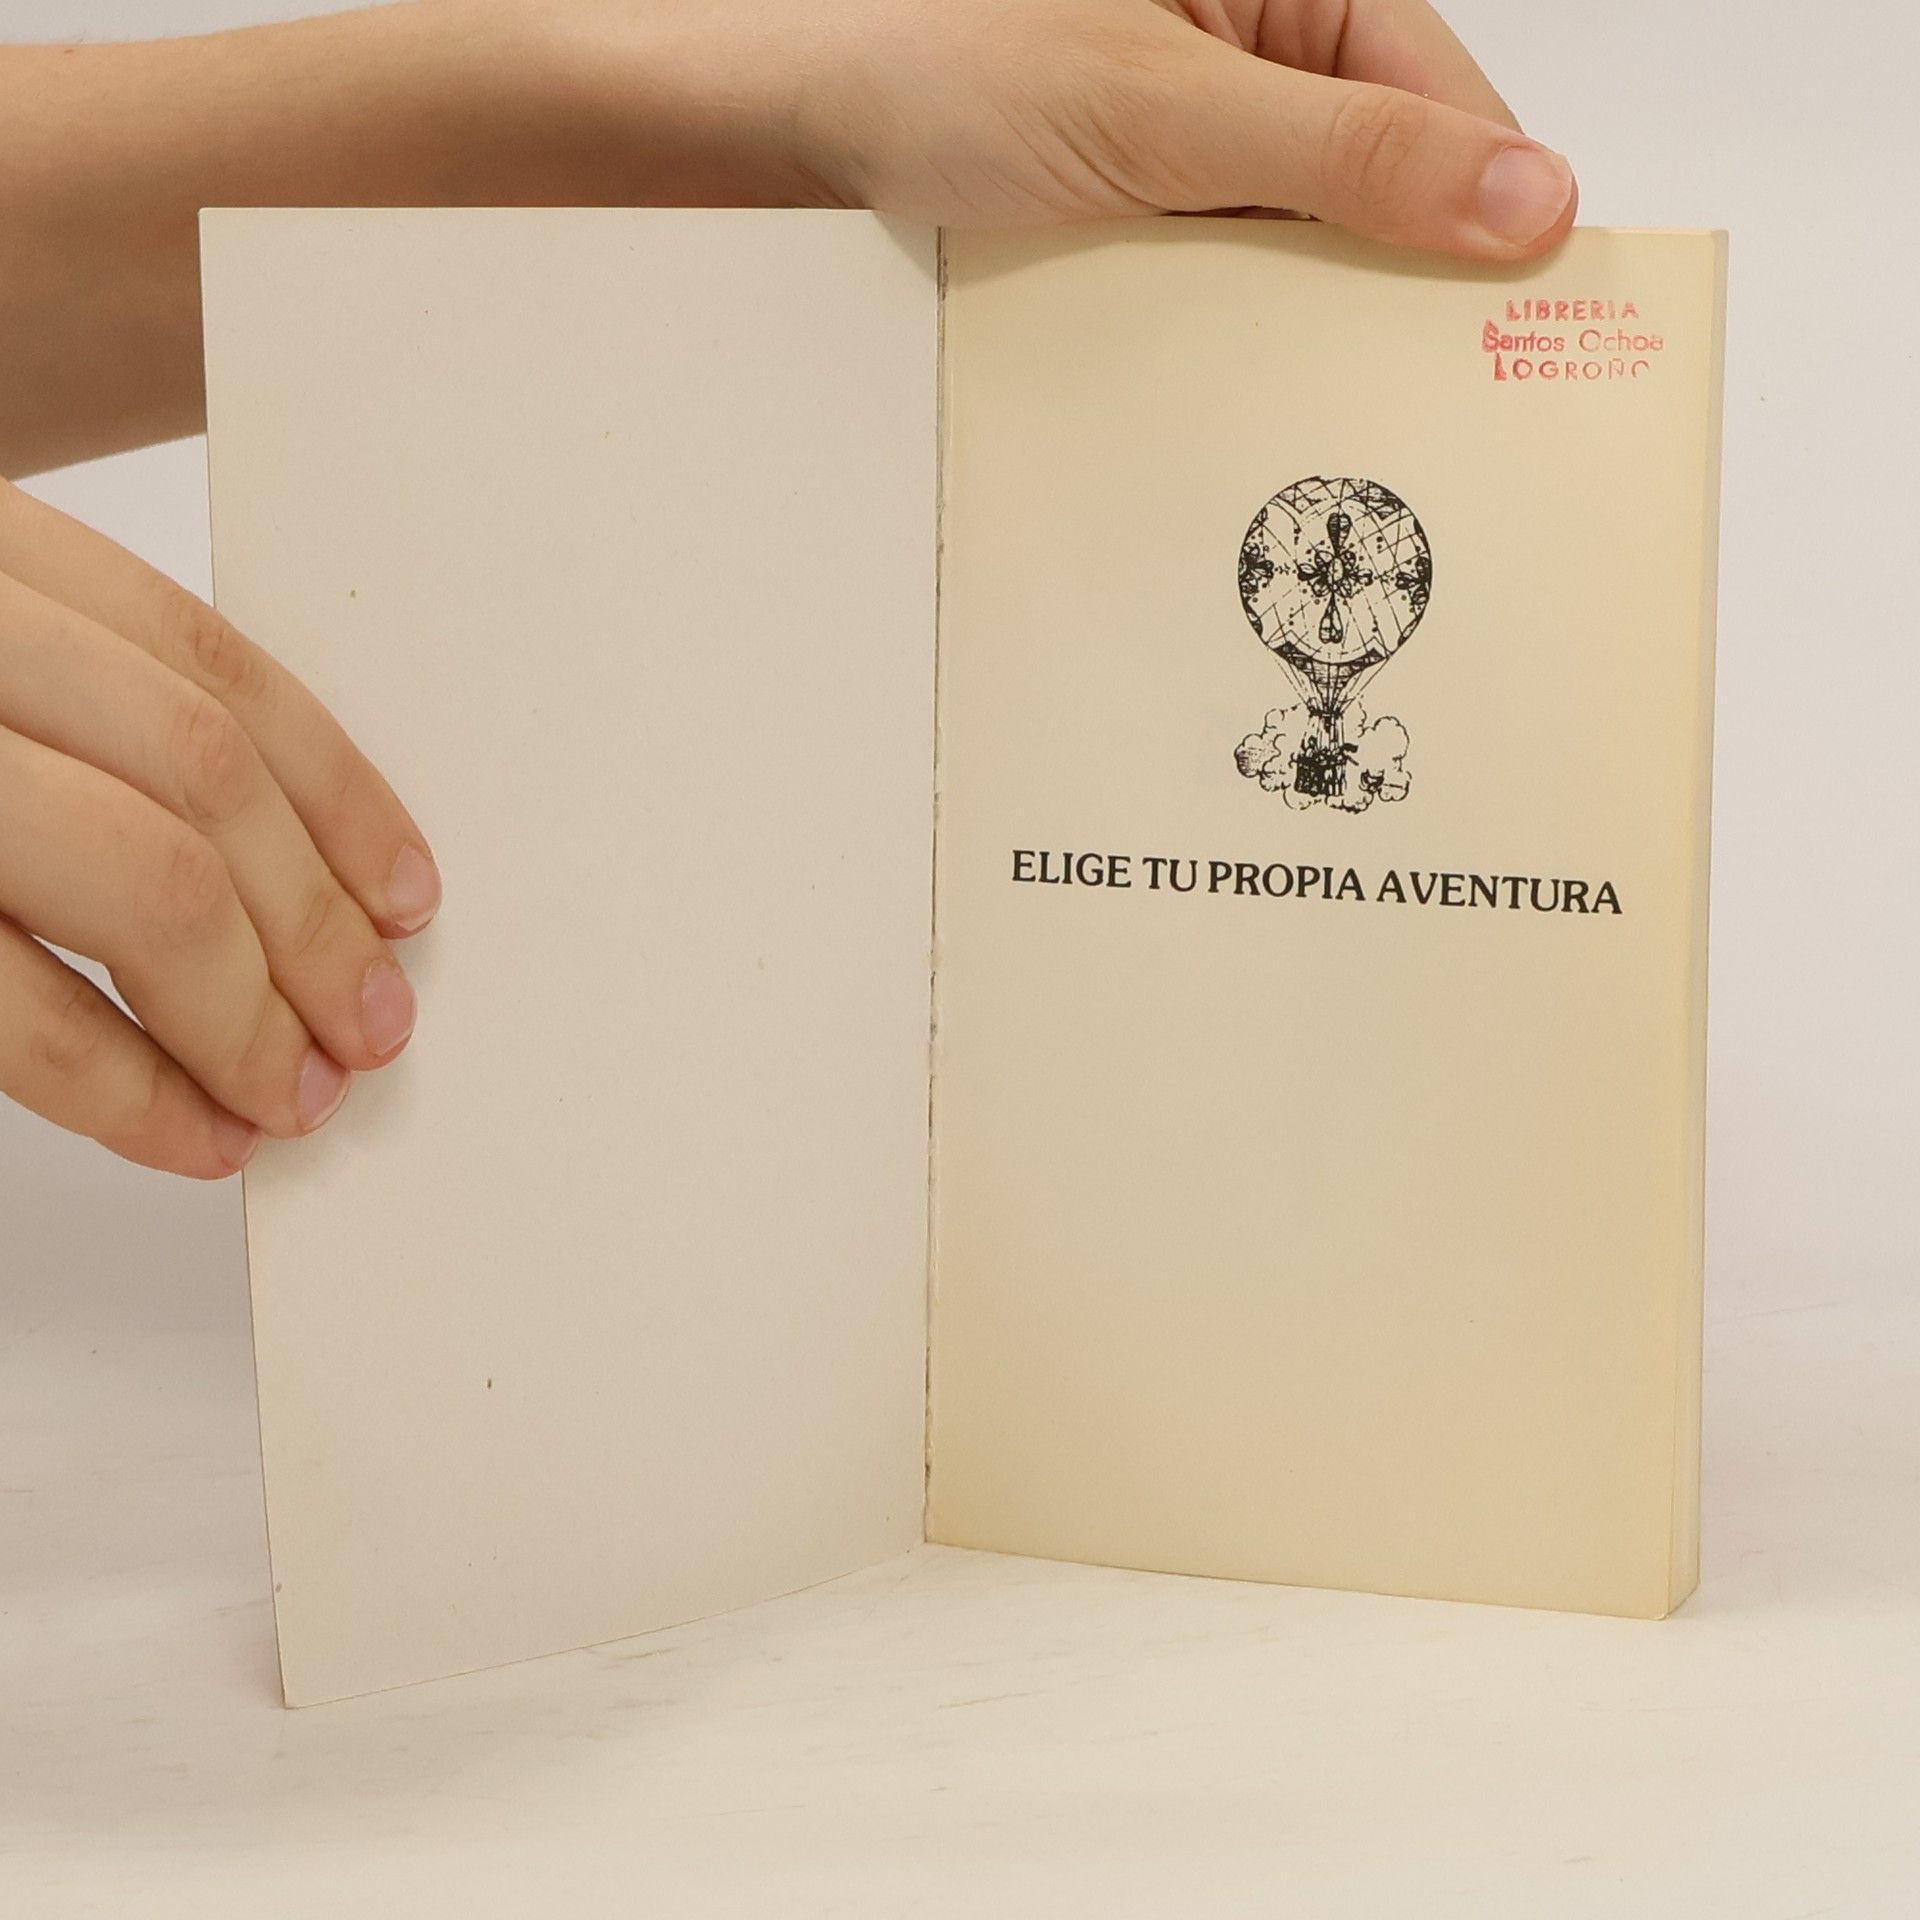 LIBRERIA
Santos Ochoa
LOGROÑO
ELIGE TU PROPIA AVENTURA